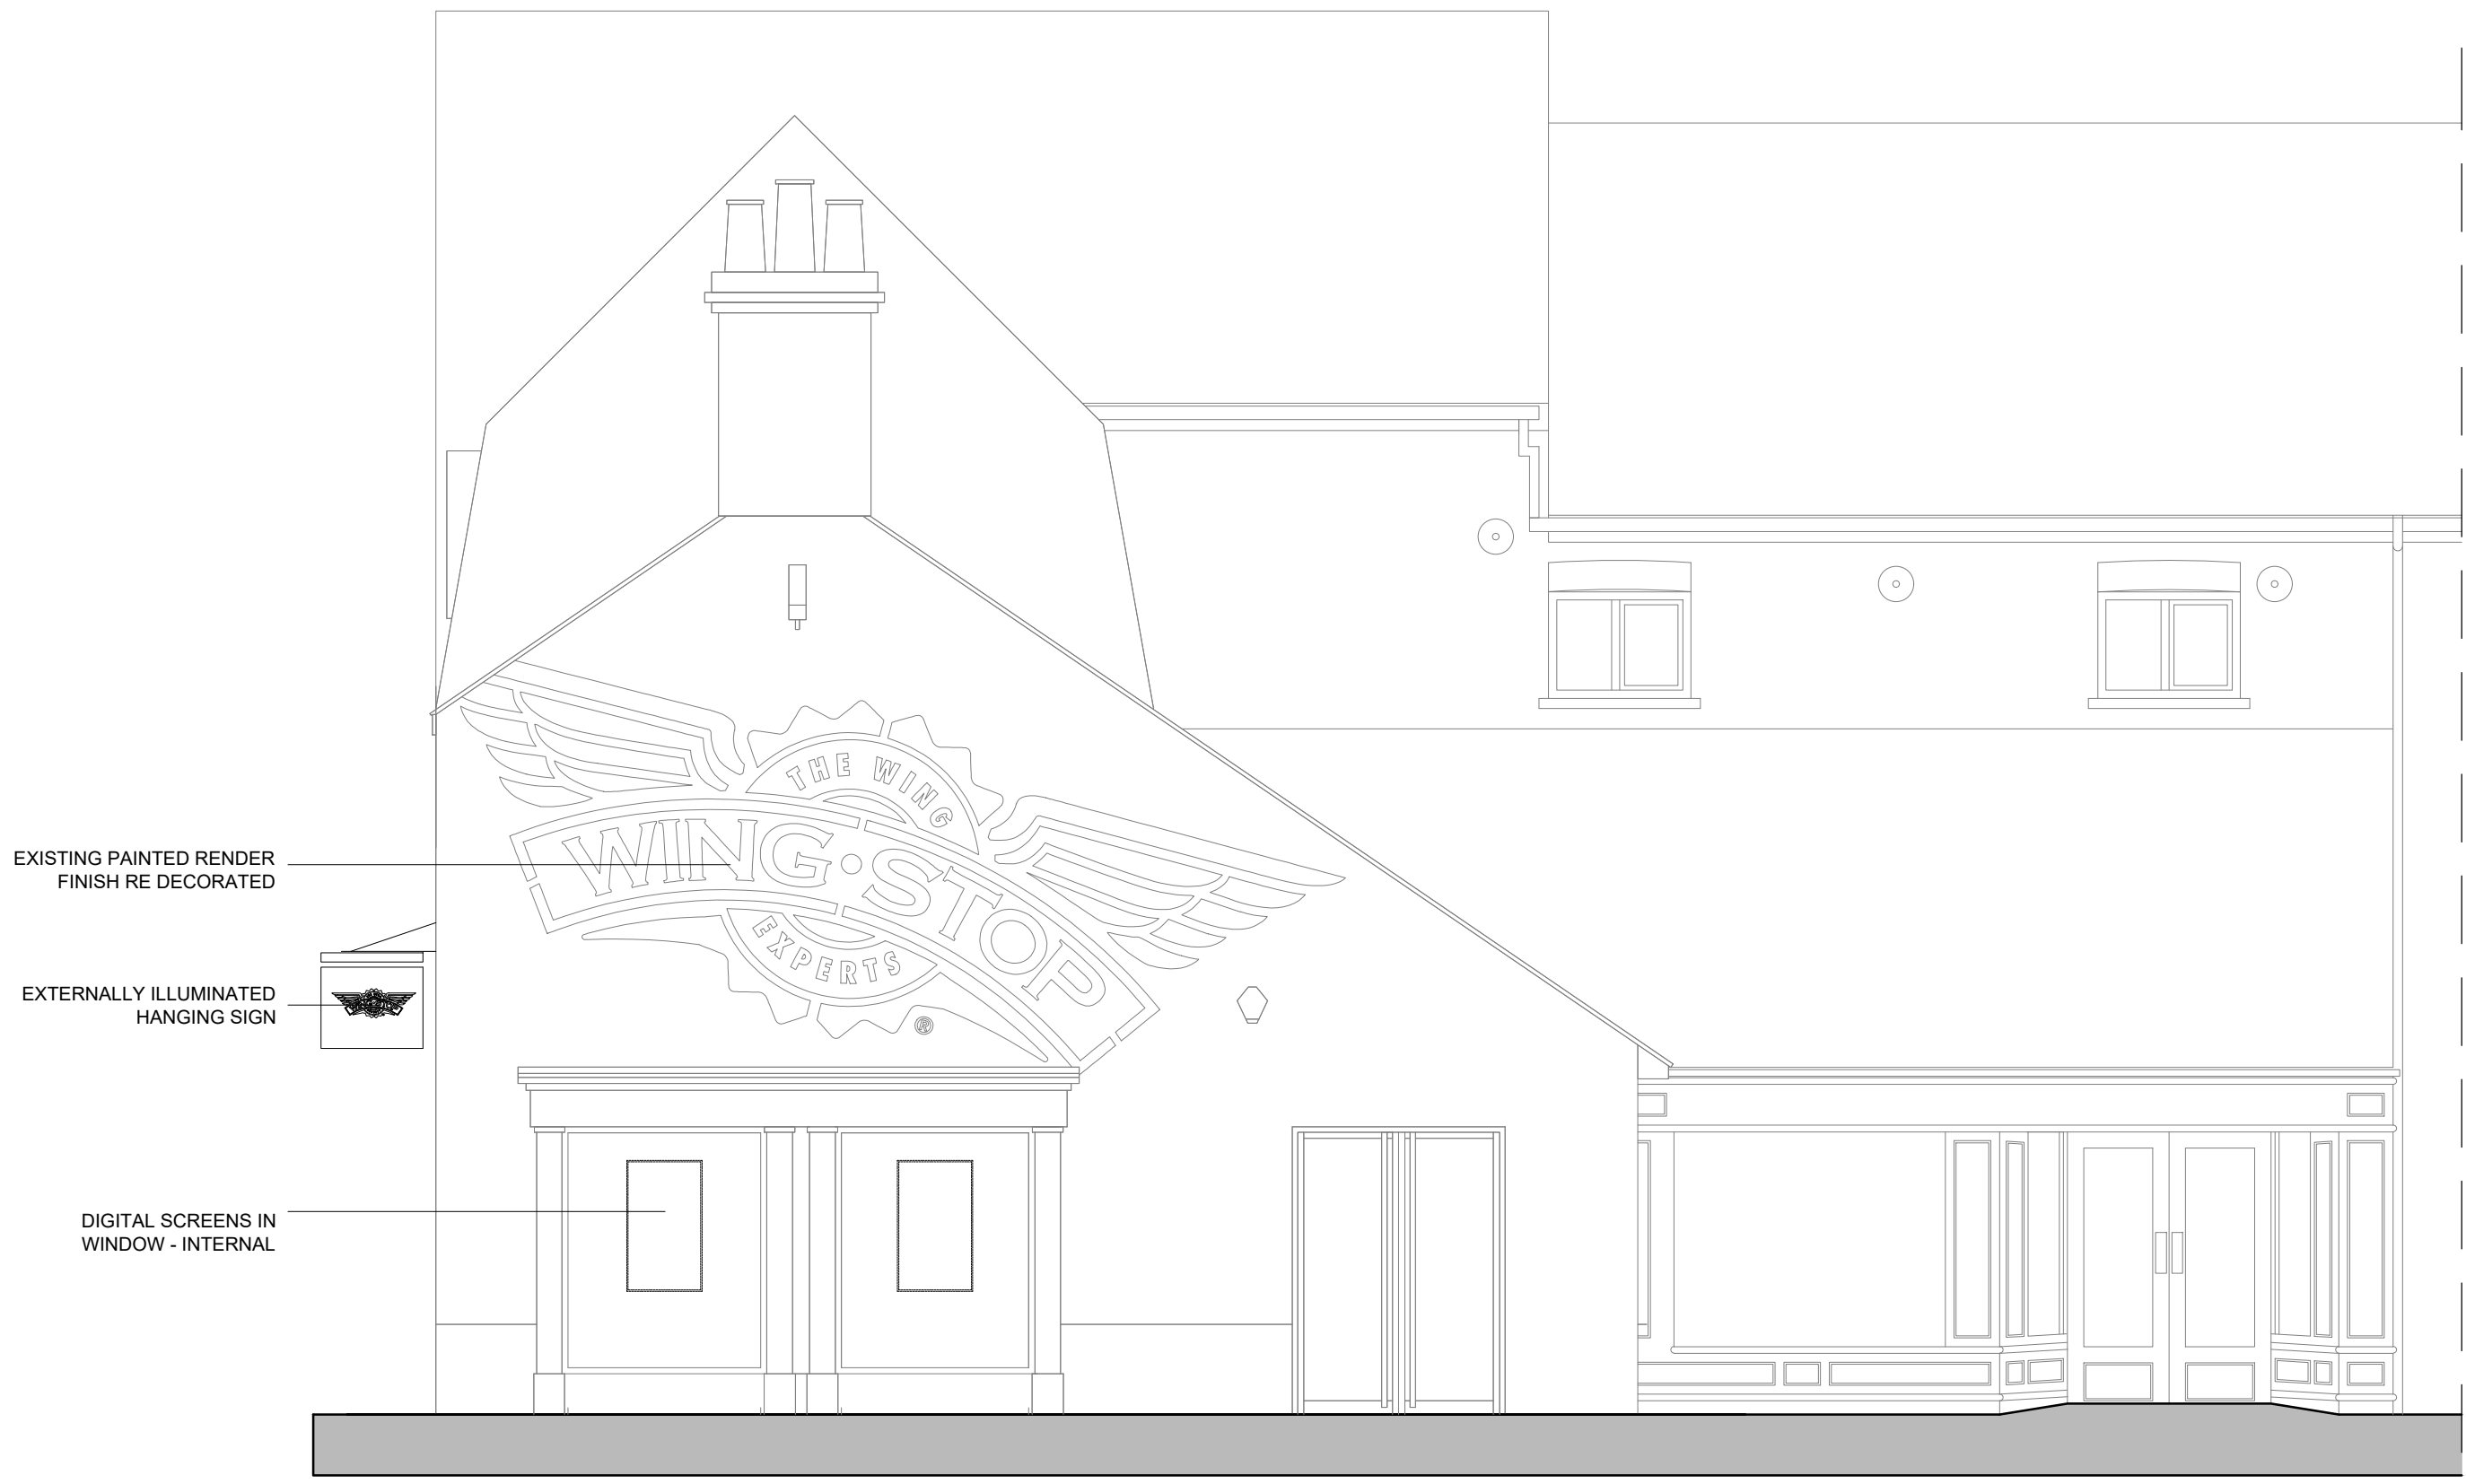 THE WING
WING·STOP
EXPERTS
®
EXISTING PAINTED RENDER
FINISH RE DECORATED
EXTERNALLY ILLUMINATED
HANGING SIGN
DIGITAL SCREENS IN
WINDOW - INTERNAL